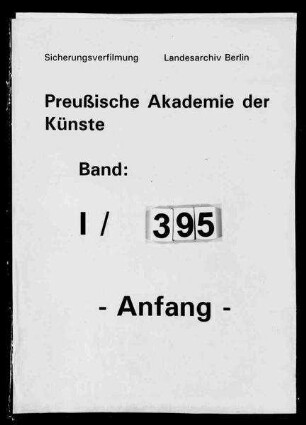 Sicherungsverfilmung Landesarchiv Berlin
Preußische Akademie der
Künste
Band:
I / 395
- Anfang -